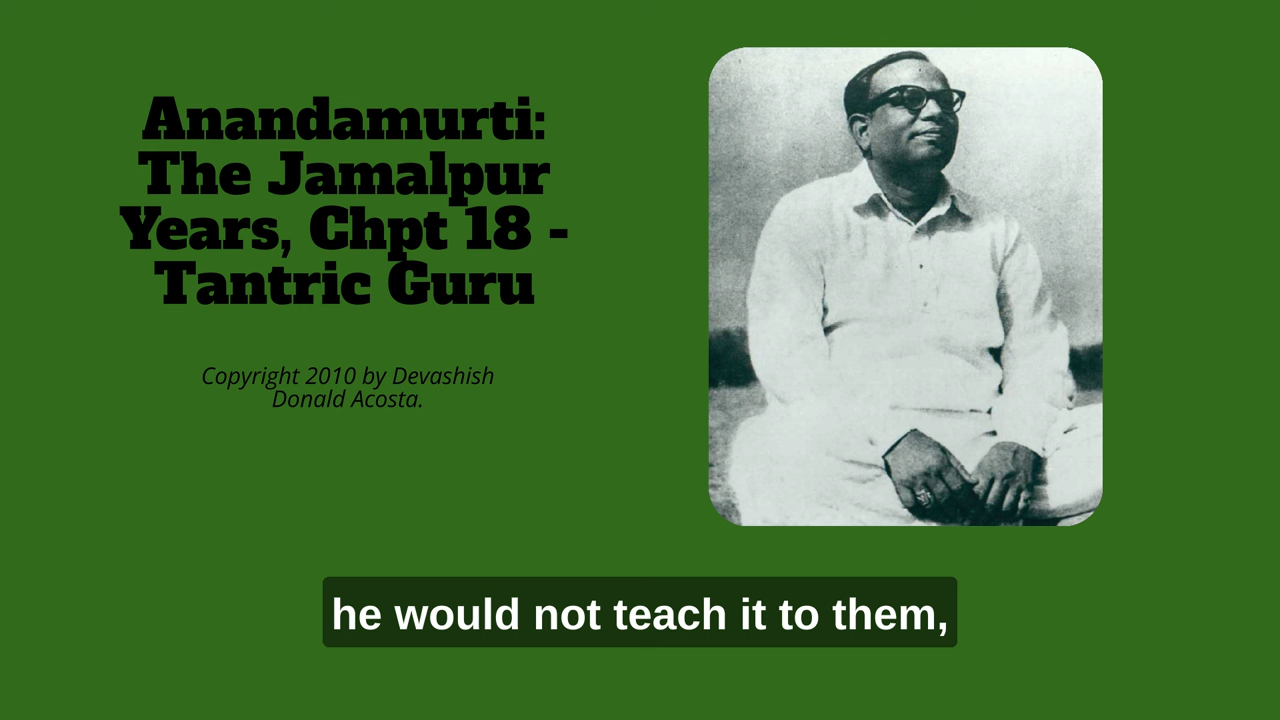 Anandamurti:
The Jamalpur
Years, Chpt 18 -
Tantric Guru
Copyright 2010 by Devashish
Donald Acosta.
he would not teach it to them,